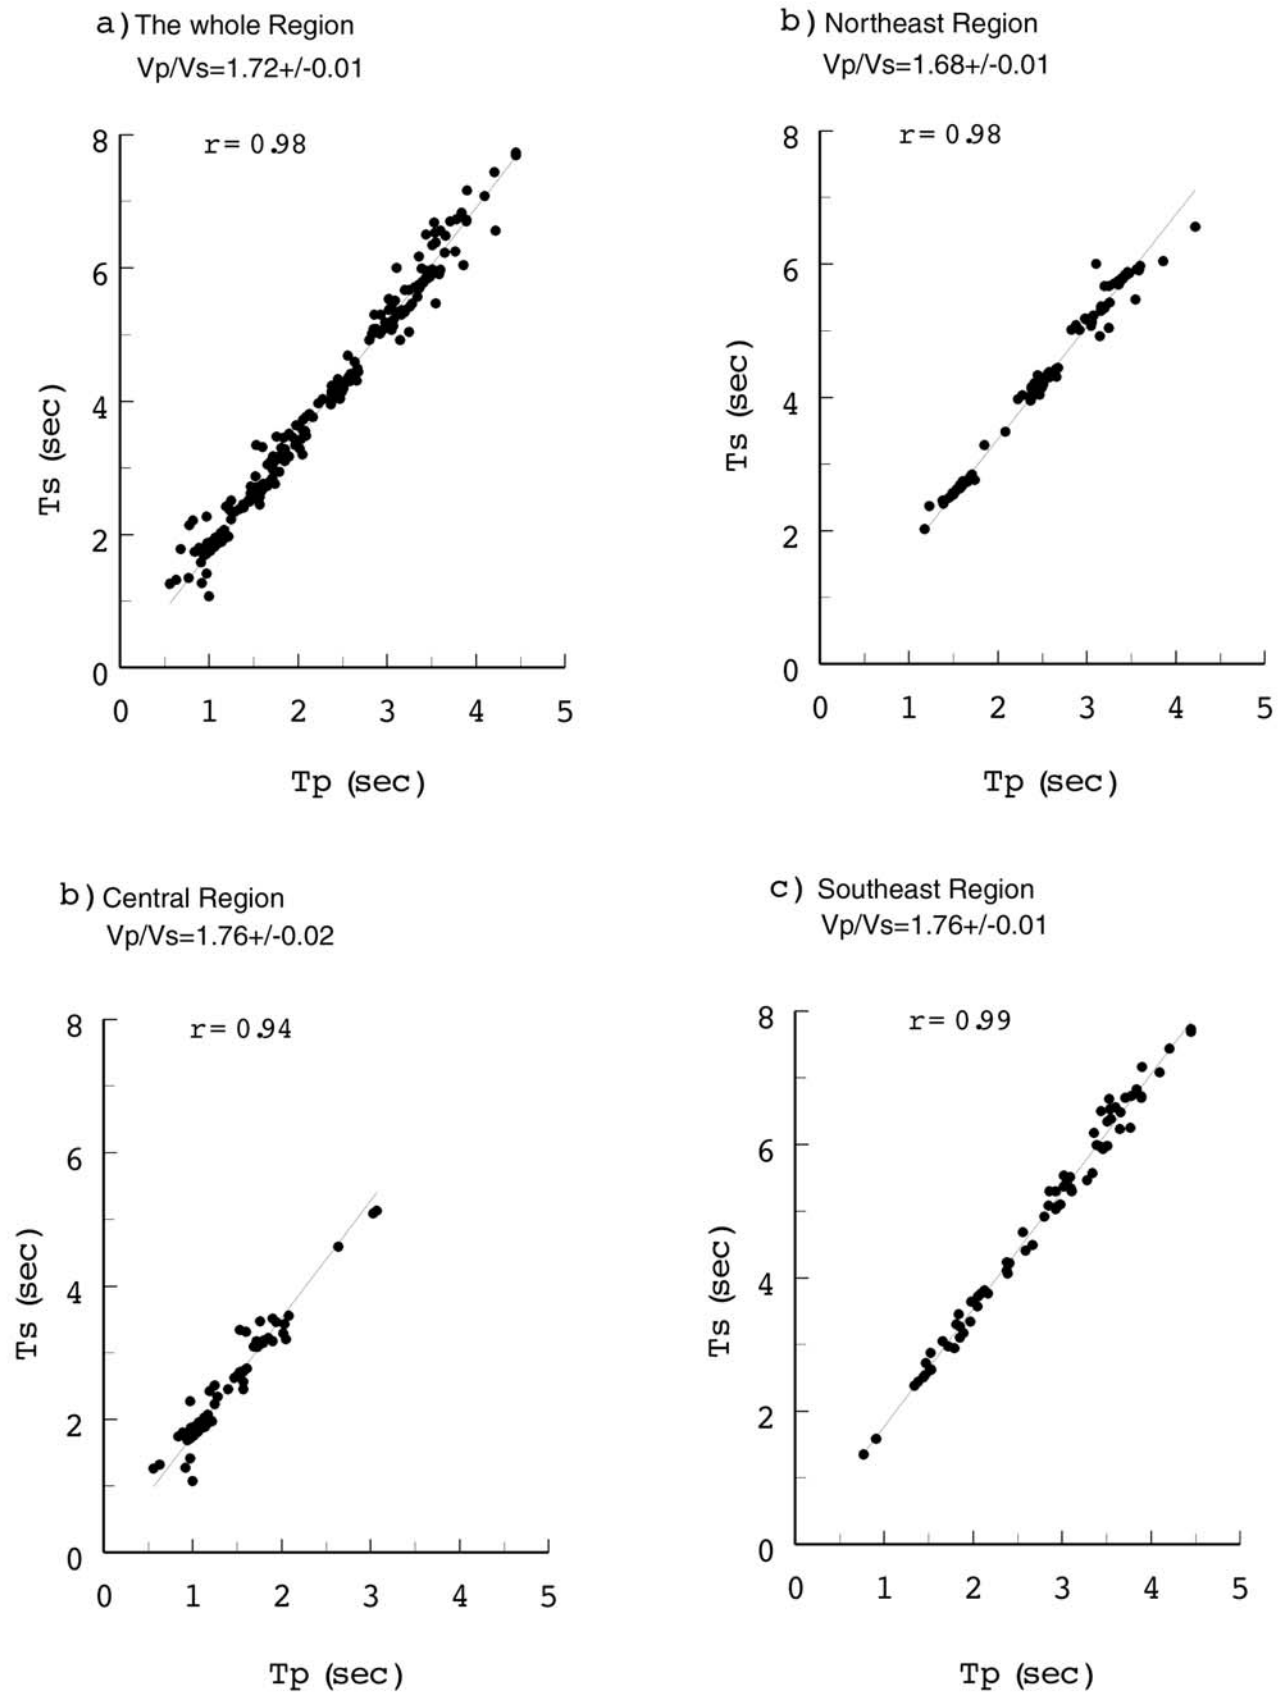 a) The whole Region
Vp/Vs=1.72+/-0.01
r= 0.98
8
6
4
2
0
0 1 2 3 4 5
Ts (sec)
Tp (sec)
b) Northeast Region
Vp/Vs=1.68+/-0.01
r= 0.98
8
6
4
2
0
0 1 2 3 4 5
Ts (sec)
Tp (sec)
b) Central Region
Vp/Vs=1.76+/-0.02
r= 0.94
8
6
4
2
0
0 1 2 3 4 5
Ts (sec)
Tp (sec)
c) Southeast Region
Vp/Vs=1.76+/-0.01
r= 0.99
8
6
4
2
0
0 1 2 3 4 5
Ts (sec)
Tp (sec)